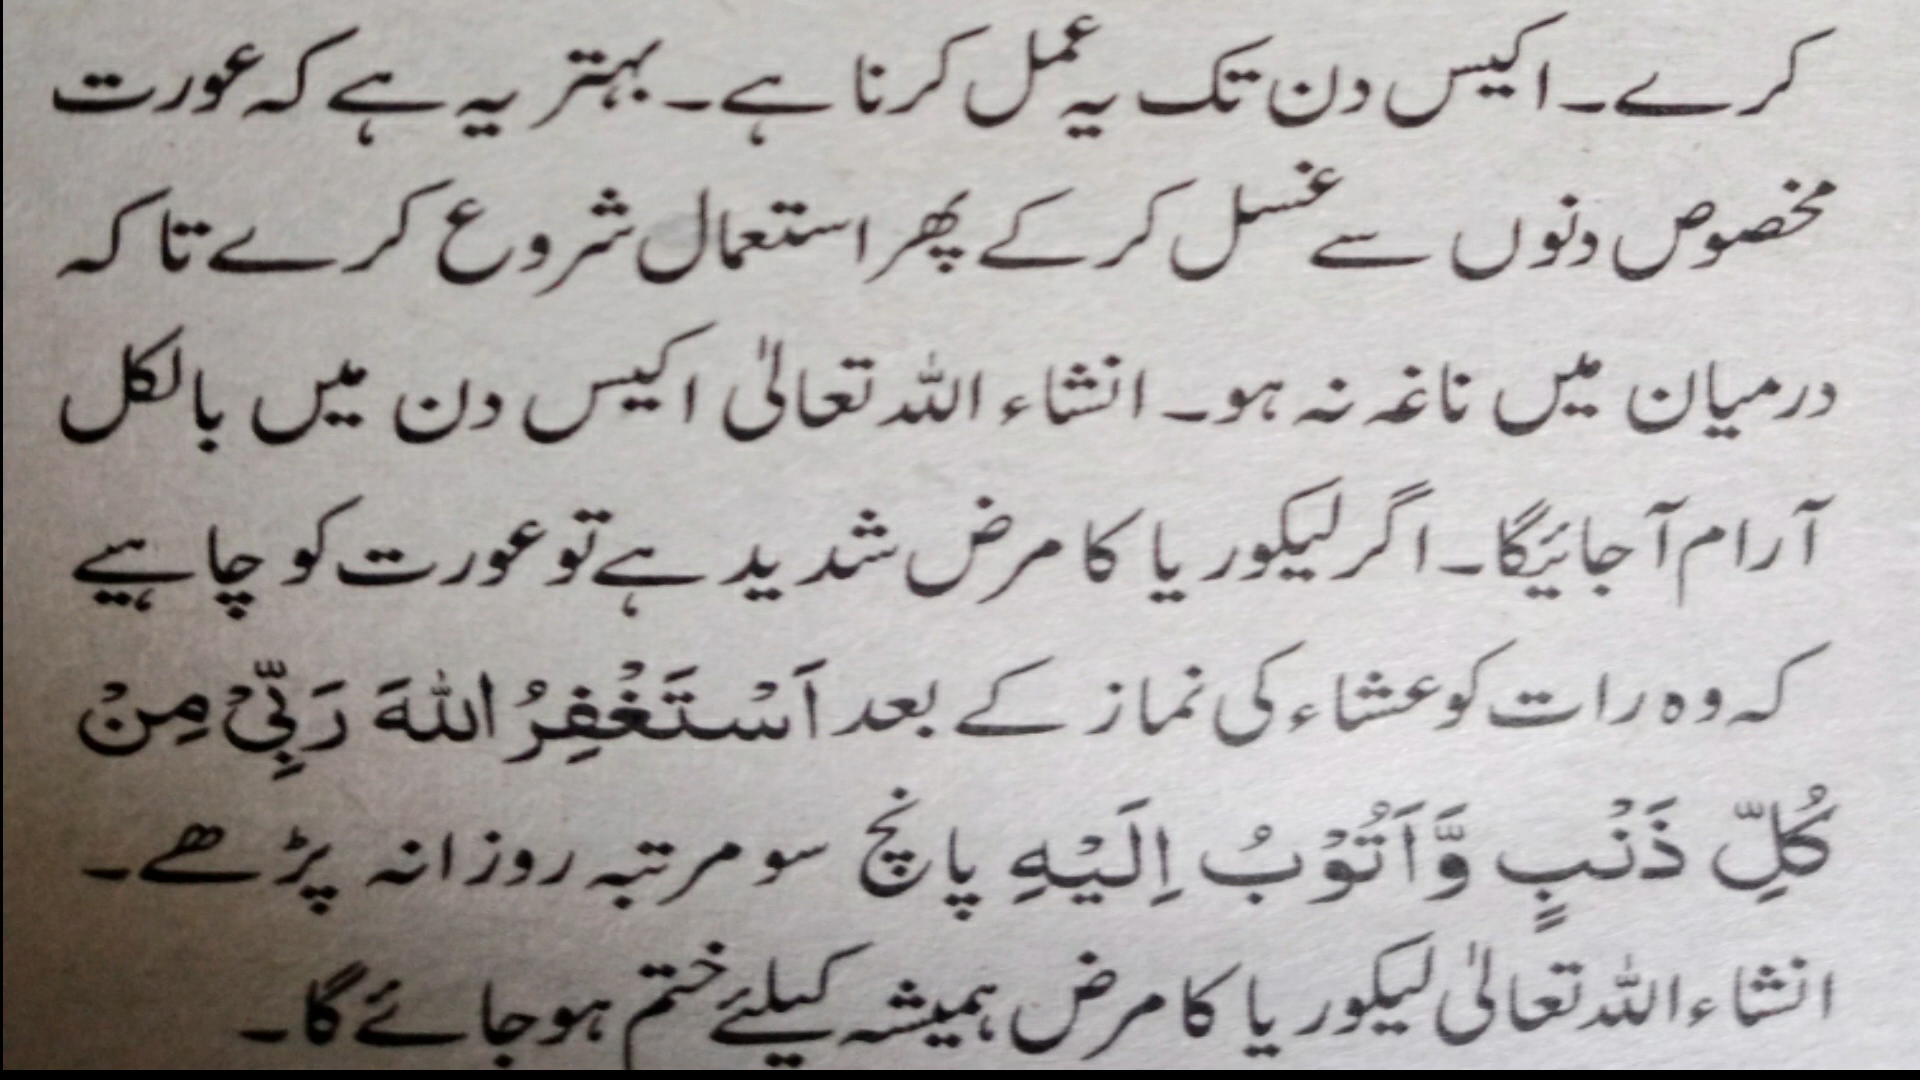 کرے۔ اکیس دن تک یہ عمل کرنا ہے۔ بہتر یہ ہے کہ عورت
مخصوص دنوں سے غسل کر کے پھر استعمال شروع کرے تاکہ
درمیان میں ناغہ نہ ہو۔ انشاء اللہ تعالیٰ اکیس دن میں بالکل
آرام آ جائیگا۔ اگر لیکوریا کا مرض شدید ہے تو عورت کو چاہیے
کہ وہ رات کو عشاء کی نماز کے بعد اَسْتَغْفِرُ اللهَ رَبِّيْ مِنْ
كُلِّ ذَنْبٍ وَّاَتُوْبُ اِلَيْهِ پانچ سو مرتبہ روزانہ پڑھے۔
انشاء اللہ تعالیٰ لیکوریا کا مرض ہمیشہ کیلئے ختم ہو جائے گا۔